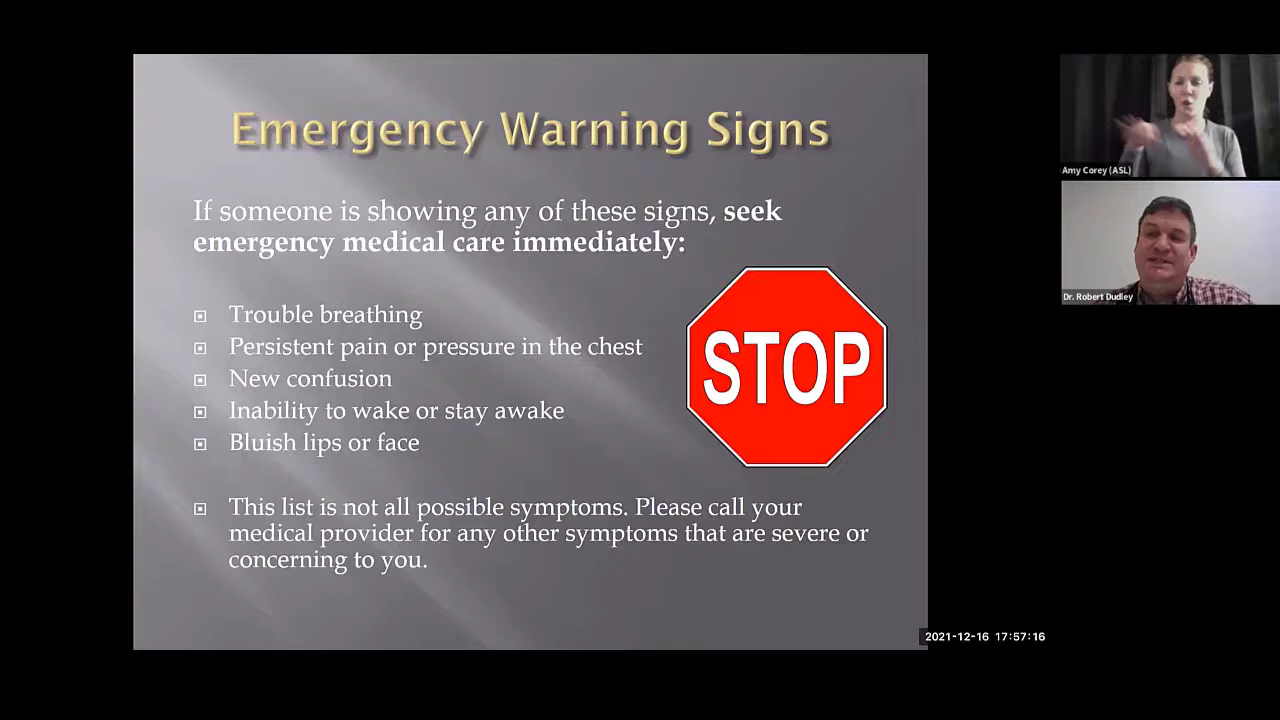 Emergency Warning Signs
If someone is showing any of these signs, seek
emergency medical care immediately:
Trouble breathing
Persistent pain or pressure in the chest
New confusion
Inability to wake or stay awake
Bluish lips or face
STOP
This list is not all possible symptoms. Please call your
medical provider for any other symptoms that are severe or
concerning to you.
Amy Corey (ASL)
Dr. Robert Dudley
2021-12-16 17:57:16